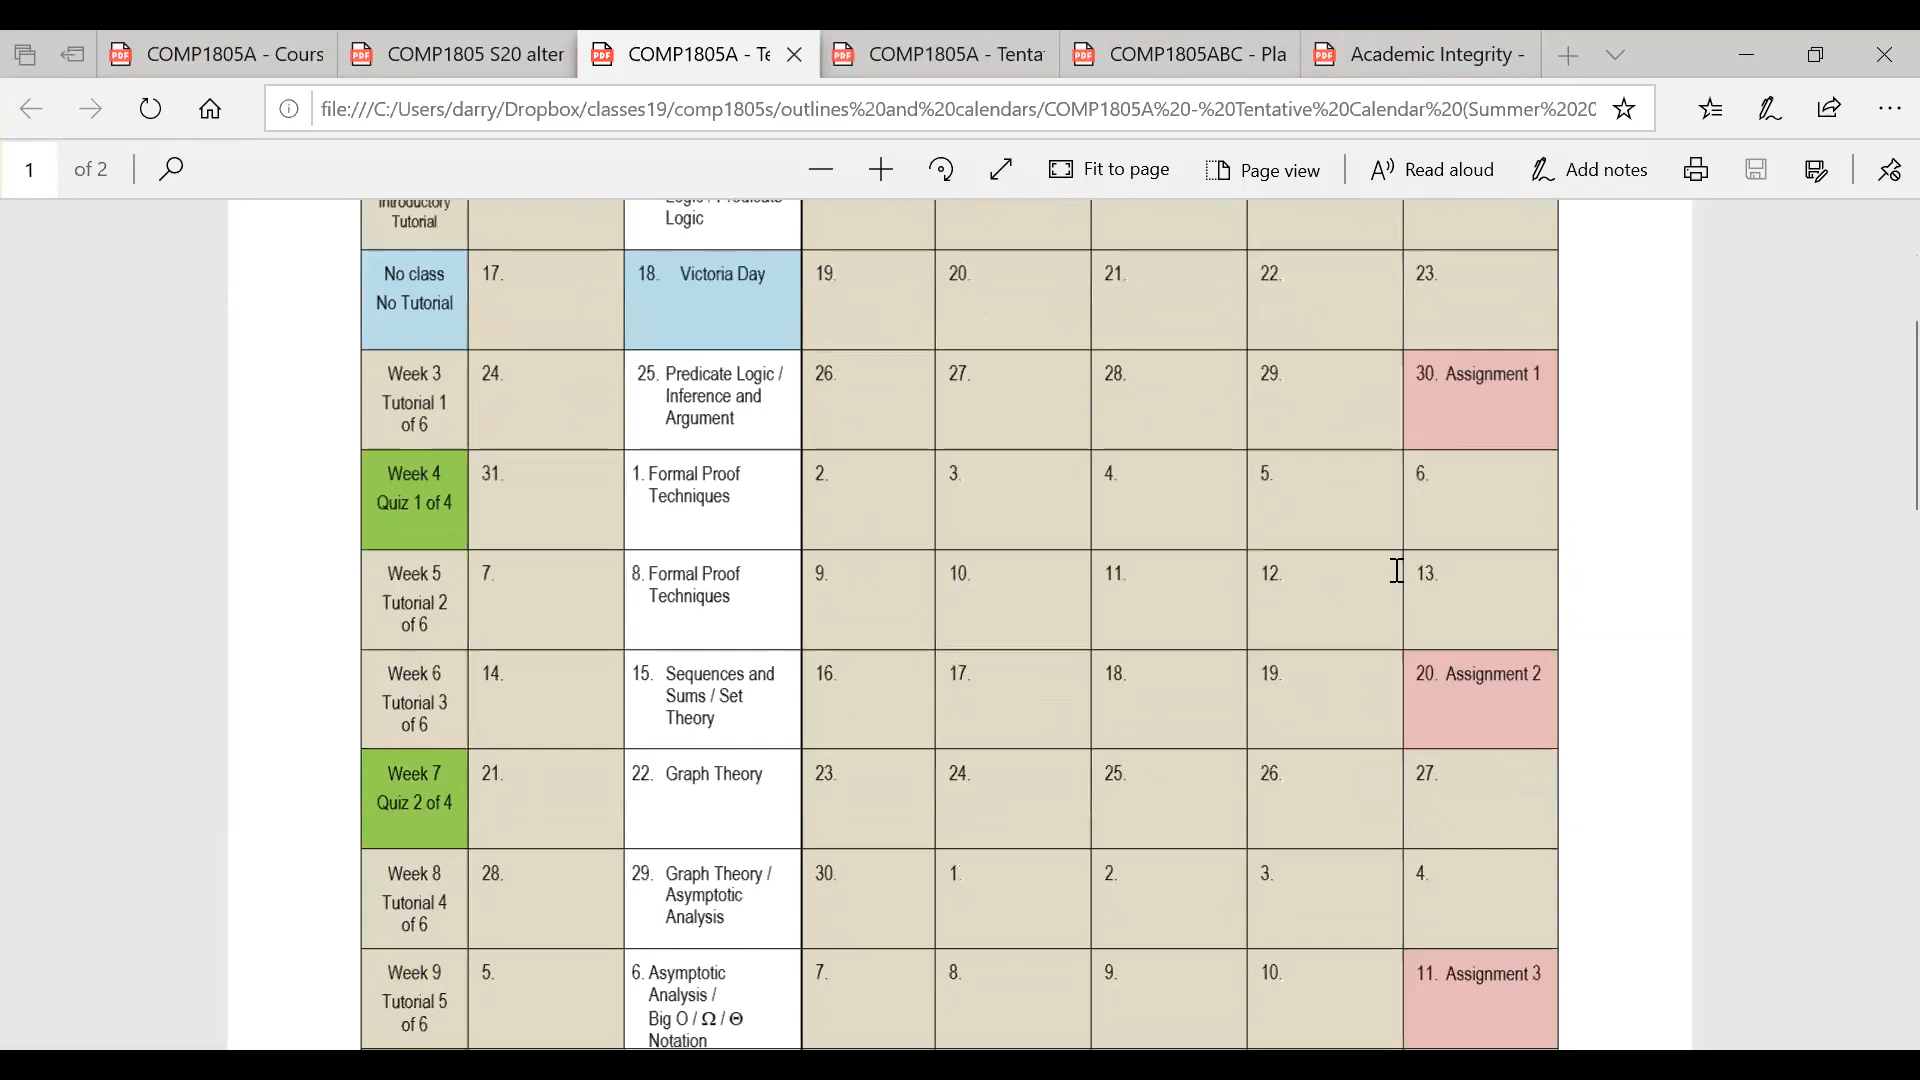 COMP1805A - Cours
COMP1805 S20 alter
COMP1805A - Te
COMP1805A - Tenta
COMP1805ABC - Pla
Academic Integrity -
file:///C:/Users/darry/Dropbox/classes19/comp1805s/outlines%20and%20calendars/COMP1805A%20-%20Tentative%20Calendar%20(Summer%202C
1 of 2
Fit to page
Page view
Read aloud
Add notes
Introductory
Tutorial
Logic / Predicate
Logic
No class
No Tutorial
17.
18. Victoria Day
19.
20.
21.
22.
23.
Week 3
Tutorial 1
of 6
24.
25. Predicate Logic /
Inference and
Argument
26.
27.
28.
29.
30. Assignment 1
Week 4
Quiz 1 of 4
31.
1. Formal Proof
Techniques
2.
3.
4.
5.
6.
Week 5
Tutorial 2
of 6
7.
8. Formal Proof
Techniques
9.
10.
11.
12.
13.
Week 6
Tutorial 3
of 6
14.
15. Sequences and
Sums / Set
Theory
16.
17.
18.
19.
20. Assignment 2
Week 7
Quiz 2 of 4
21.
22. Graph Theory
23.
24.
25.
26.
27.
Week 8
Tutorial 4
of 6
28.
29. Graph Theory /
Asymptotic
Analysis
30.
1.
2.
3.
4.
Week 9
Tutorial 5
of 6
5.
6. Asymptotic
Analysis /
Big O / Ω / Θ
Notation
7.
8.
9.
10.
11. Assignment 3